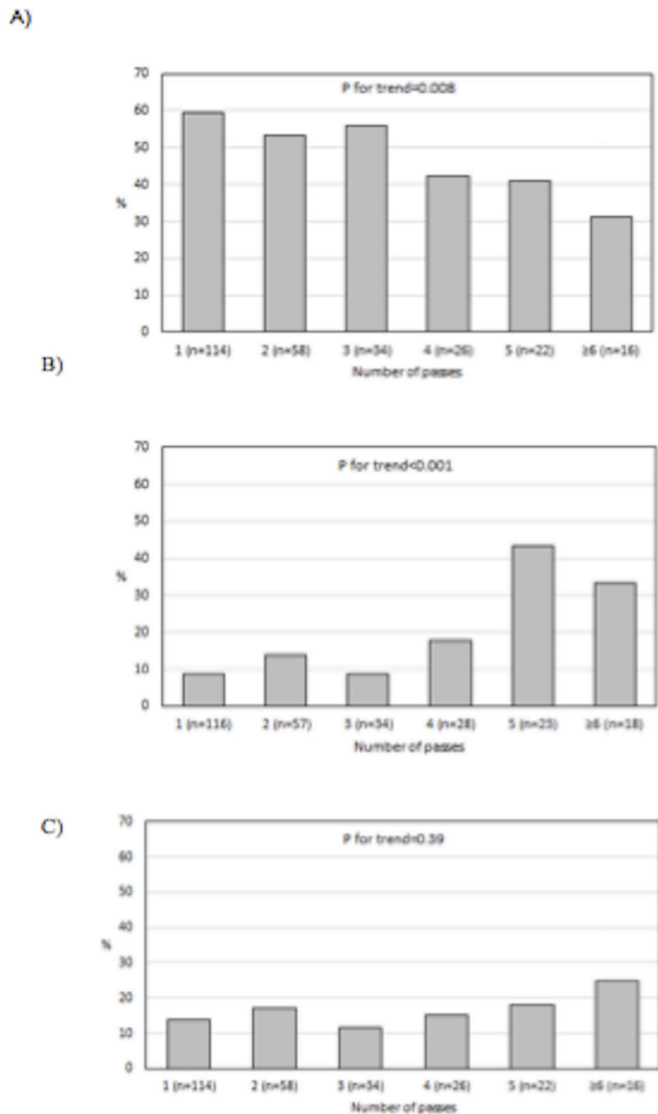 A)
P for trend=0.008
70
60
50
40
30
20
10
0
%
1 (n=114) 2 (n=58) 3 (n=34) 4 (n=26) 5 (n=22) ≥6 (n=16)
Number of passes
B)
P for trend<0.001
70
60
50
40
30
20
10
0
%
1 (n=116) 2 (n=57) 3 (n=34) 4 (n=28) 5 (n=23) ≥6 (n=18)
Number of passes
C)
P for trend=0.39
70
60
50
40
30
20
10
0
%
1 (n=114) 2 (n=58) 3 (n=34) 4 (n=26) 5 (n=22) ≥6 (n=16)
Number of passes